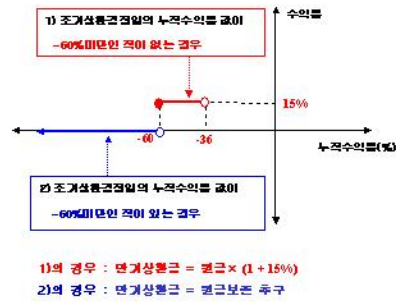 수익률
1) 조기상환결정일의 누적수익률 값이
-60%미만인 적이 없는 경우
15%
-60
-36
누적수익률(%)
2) 조기상환결정일의 누적수익률 값이
-60%미만인 적이 있는 경우
1)의 경우 : 만기상환금 = 원금× (1 + 15%)
2)의 경우 : 만기상환금 = 원금보존 추구